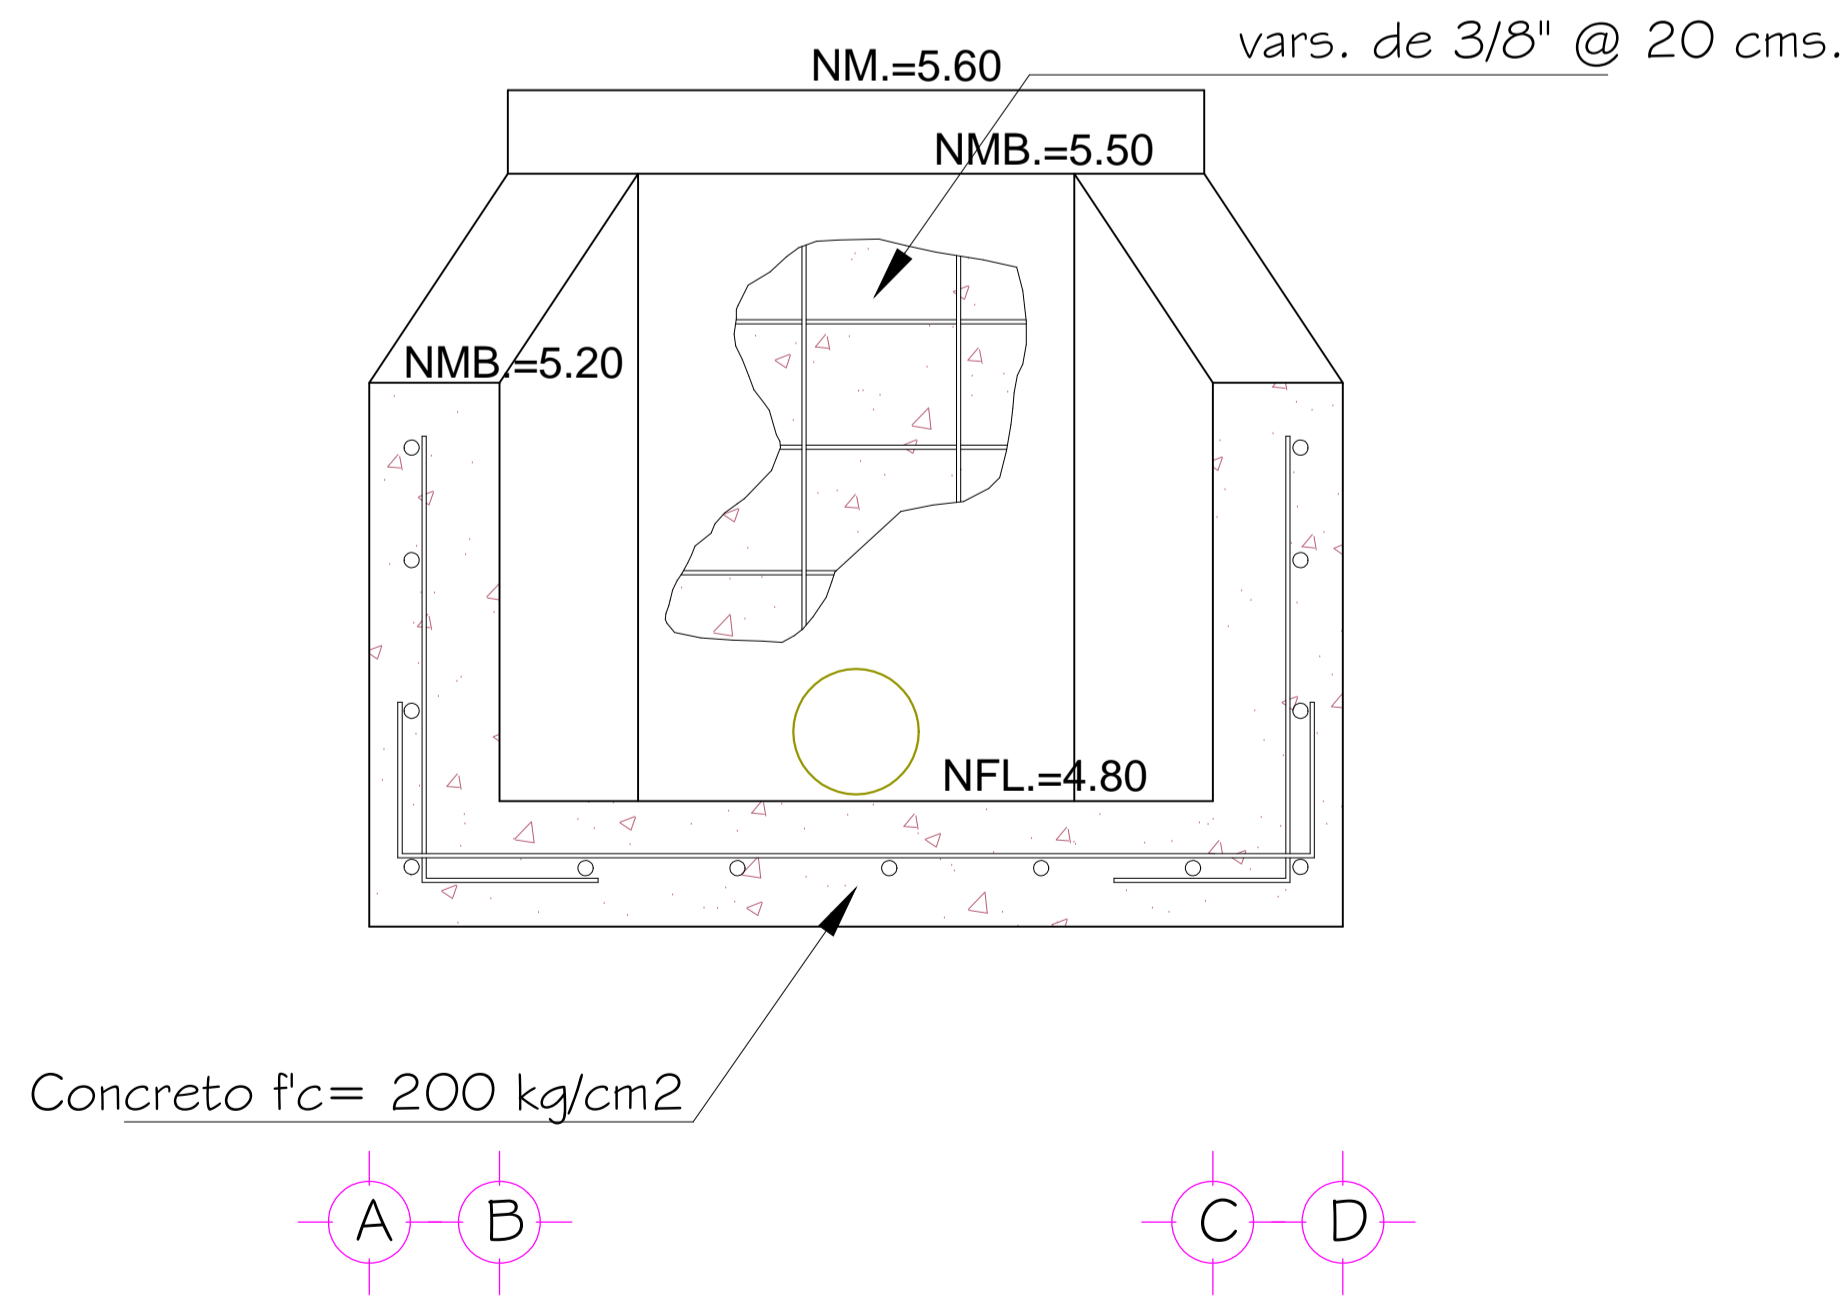 vars. de 3/8" @ 20 cms.
NM.=5.60
NMB.=5.50
NMB.=5.20
NFL.=4.80
Concreto f'c= 200 kg/cm2
A B C D